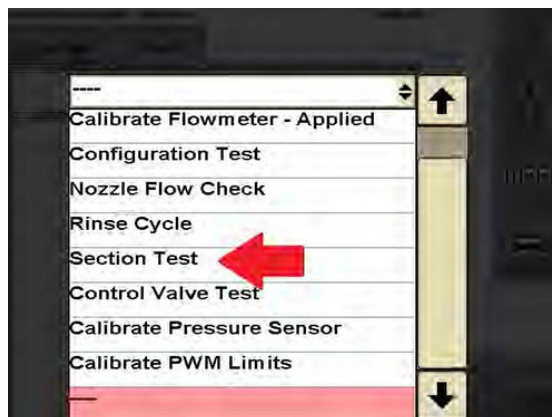 ----
Calibrate Flowmeter - Applied
Configuration Test
Nozzle Flow Check
Rinse Cycle
Section Test
Control Valve Test
Calibrate Pressure Sensor
Calibrate PWM Limits
----